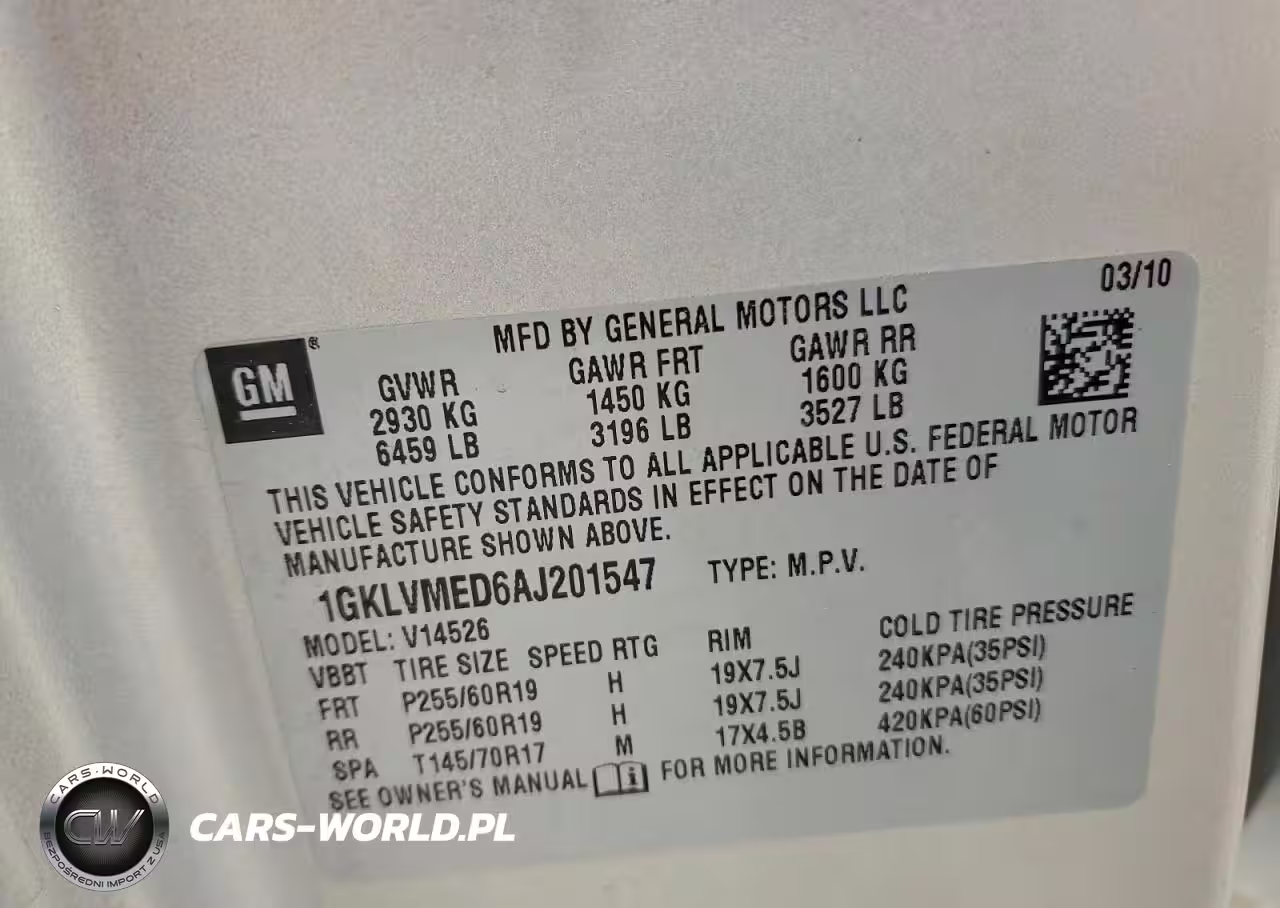 03/10
MFD BY GENERAL MOTORS LLC
GM®
GVWR GAWR FRT GAWR RR
2930 KG 1450 KG 1600 KG
6459 LB 3196 LB 3527 LB
THIS VEHICLE CONFORMS TO ALL APPLICABLE U.S. FEDERAL MOTOR
VEHICLE SAFETY STANDARDS IN EFFECT ON THE DATE OF
MANUFACTURE SHOWN ABOVE.
1GKLVMED6AJ201547 TYPE: M.P.V.
MODEL: V14526
VBBT TIRE SIZE SPEED RTG RIM COLD TIRE PRESSURE
FRT P255/60R19 H 19X7.5J 240KPA(35PSI)
RR P255/60R19 H 19X7.5J 240KPA(35PSI)
SPA T145/70R17 M 17X4.5B 420KPA(60PSI)
SEE OWNER'S MANUAL i FOR MORE INFORMATION.
CARS-WORLD
CW
BEZPOŚREDNI IMPORT Z USA
CARS-WORLD.PL